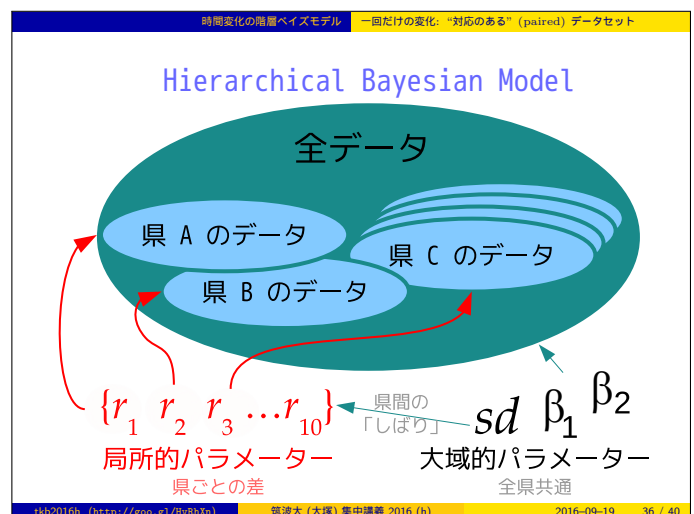 時間変化の階層ベイズモデル 一回だけの変化: “対応のある” (paired) データセット
Hierarchical Bayesian Model
全データ
県 A のデータ
県 C のデータ
県 B のデータ
{r1 r2 r3 ...r10}
県間の
「しばり」
sd β1 β2
局所的パラメーター
大域的パラメーター
県ごとの差
全県共通
tkb2016h (http://goo.gl/HvRhXn) 筑波大 (大塚) 集中講義 2016 (h) 2016–09–19 36 / 40